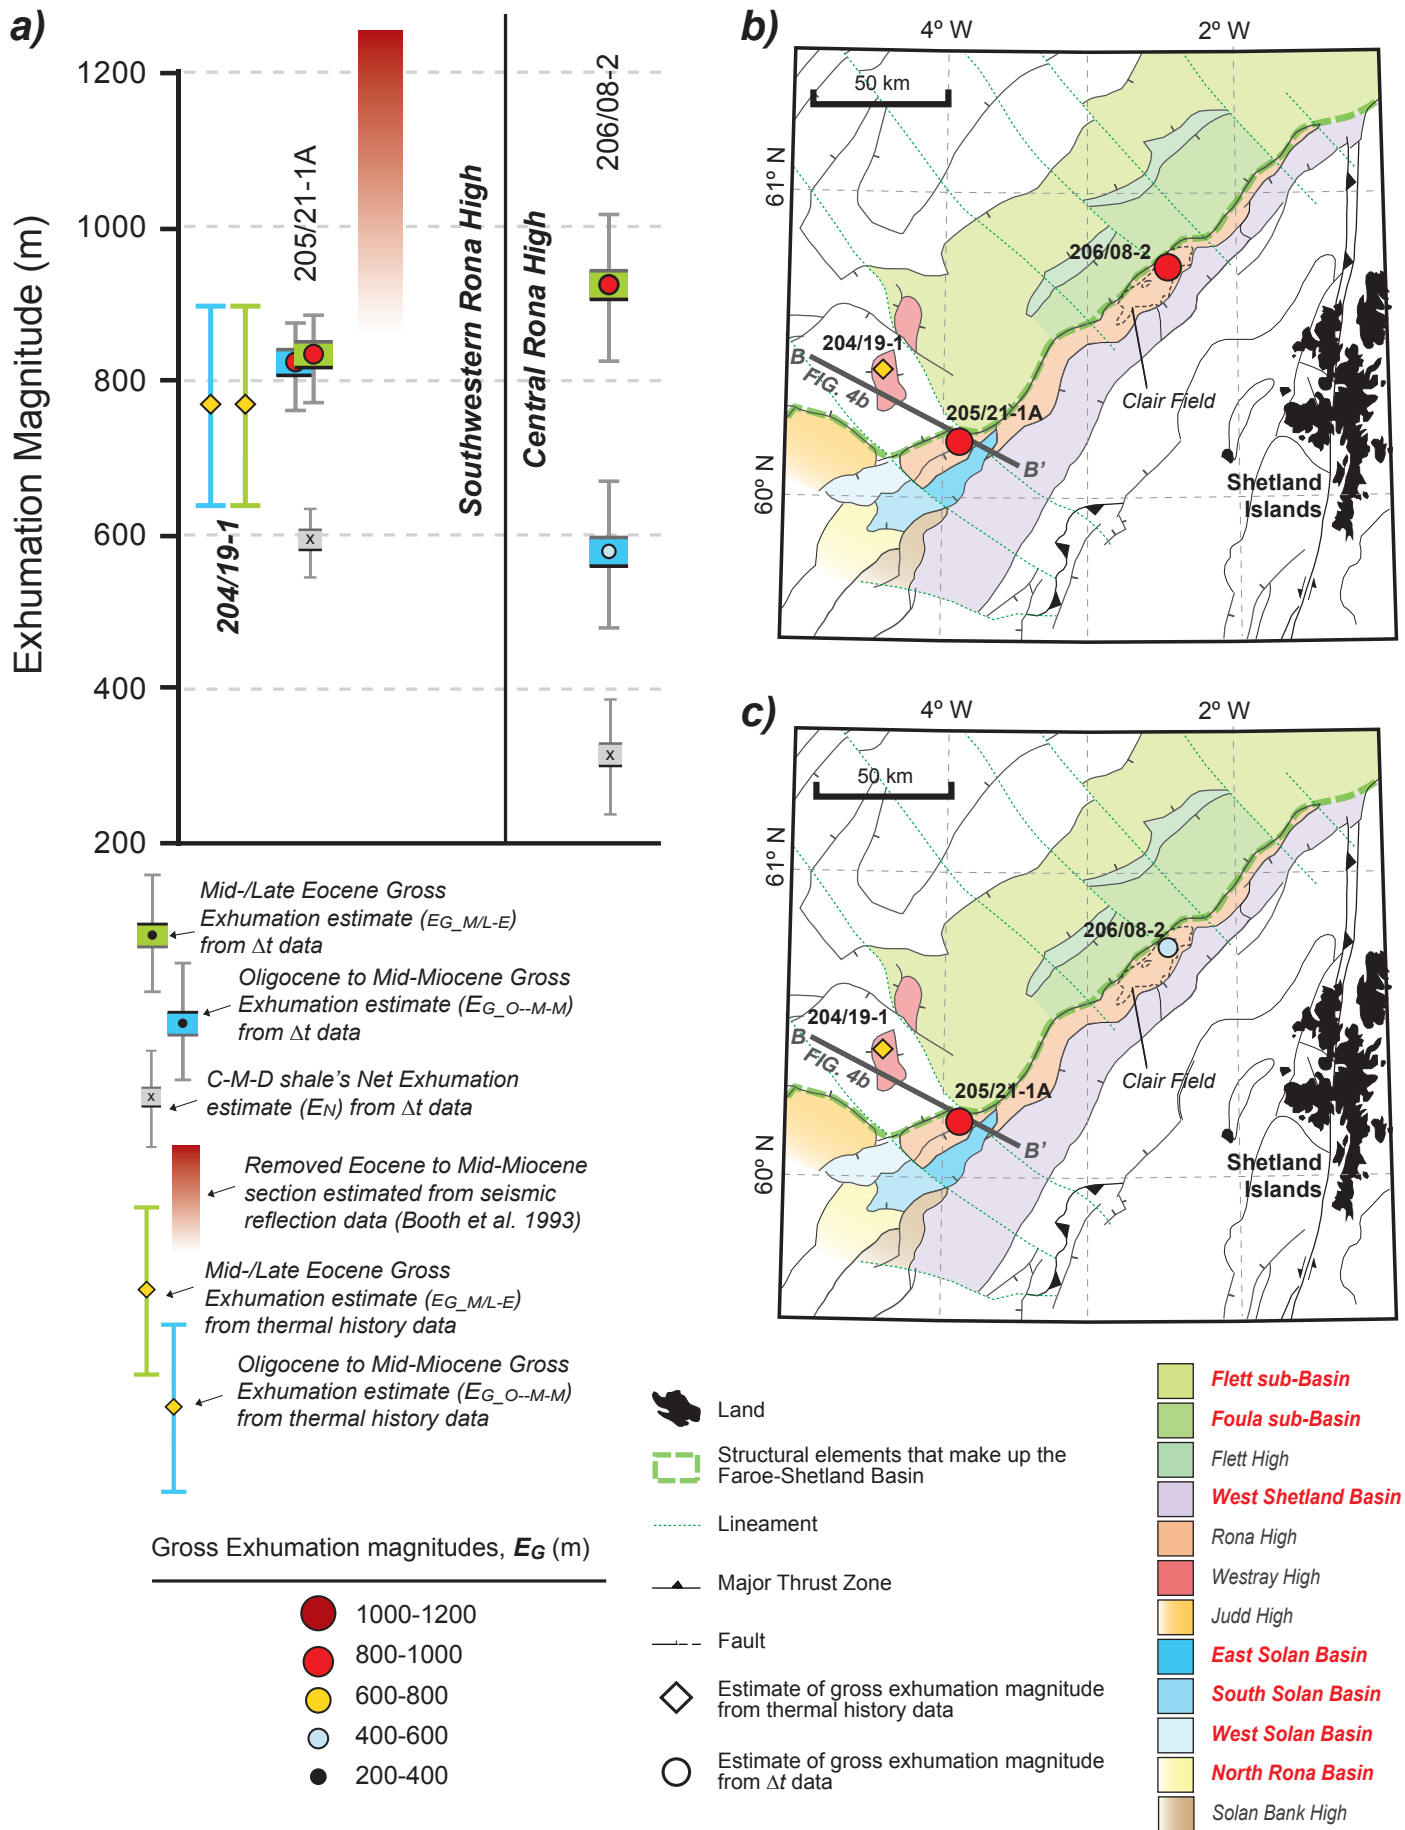 a)
1200
1000
800
600
400
200
Exhumation Magnitude (m)
204/19-1
205/21-1A
Southwestern Rona High
Central Rona High
206/08-2
x
x
Mid-/Late Eocene Gross
Exhumation estimate (EG_M/L-E)
from Δt data
Oligocene to Mid-Miocene Gross
Exhumation estimate (EG_O--M-M)
from Δt data
x
C-M-D shale's Net Exhumation
estimate (EN) from Δt data
Removed Eocene to Mid-Miocene
section estimated from seismic
reflection data (Booth et al. 1993)
Mid-/Late Eocene Gross
Exhumation estimate (EG_M/L-E)
from thermal history data
Oligocene to Mid-Miocene Gross
Exhumation estimate (EG_O--M-M)
from thermal history data
Gross Exhumation magnitudes, EG (m)
1000-1200
800-1000
600-800
400-600
200-400
b)
4º W
2º W
50 km
61º N
60º N
206/08-2
204/19-1
B
FIG. 4b
205/21-1A
B'
Clair Field
Shetland
Islands
c)
4º W
2º W
50 km
61º N
60º N
206/08-2
204/19-1
B
FIG. 4b
205/21-1A
B'
Clair Field
Shetland
Islands
Land
Structural elements that make up the
Faroe-Shetland Basin
Lineament
Major Thrust Zone
Fault
Estimate of gross exhumation magnitude
from thermal history data
Estimate of gross exhumation magnitude
from Δt data
Flett sub-Basin
Foula sub-Basin
Flett High
West Shetland Basin
Rona High
Westray High
Judd High
East Solan Basin
South Solan Basin
West Solan Basin
North Rona Basin
Solan Bank High